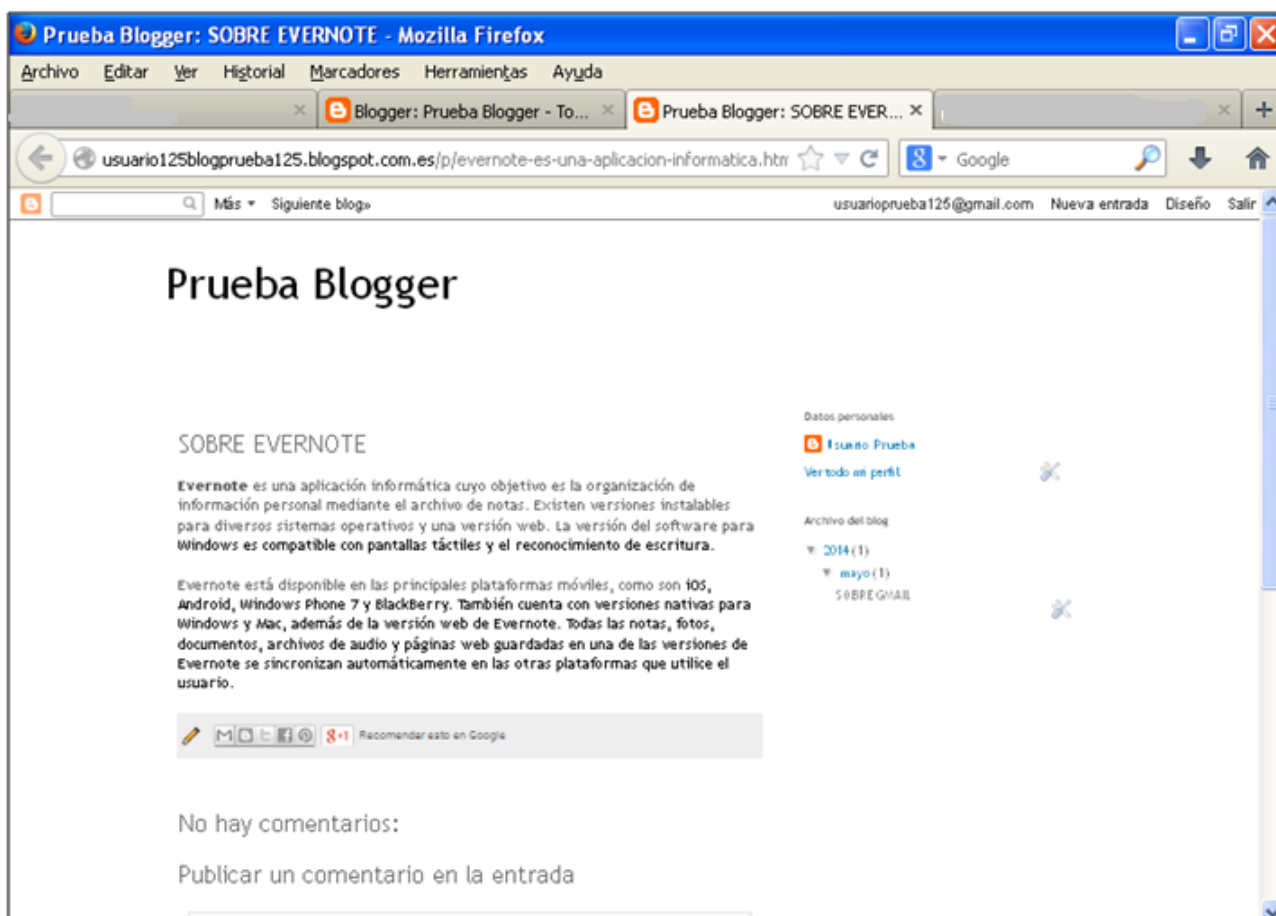 Prueba Blogger: SOBRE EVERNOTE - Mozilla Firefox
Archivo Editar Ver Historial Marcadores Herramientas Ayuda
Blogger: Prueba Blogger - To... Prueba Blogger: SOBRE EVER...
usuario125blogprueba125.blogspot.com.es/p/evernote-es-una-aplicacion-informatica.htm Google
Más Siguiente blog» usuarioprueba125@gmail.com Nueva entrada Diseño Salir
Prueba Blogger
SOBRE EVERNOTE
Evernote es una aplicación informática cuyo objetivo es la organización de
información personal mediante el archivo de notas. Existen versiones instalables
para diversos sistemas operativos y una versión web. La versión del software para
Windows es compatible con pantallas táctiles y el reconocimiento de escritura.
Evernote está disponible en las principales plataformas móviles, como son iOS,
Android, Windows Phone 7 y BlackBerry. También cuenta con versiones nativas para
Windows y Mac, además de la versión web de Evernote. Todas las notas, fotos,
documentos, archivos de audio y páginas web guardadas en una de las versiones de
Evernote se sincronizan automáticamente en las otras plataformas que utilice el
usuario.
g+1 Recomendar esto en Google
No hay comentarios:
Publicar un comentario en la entrada
Datos personales
Usuario Prueba
Ver todo mi perfil
Archivo del blog
▼ 2014 (1)
▼ mayo (1)
SOBRE GMAIL